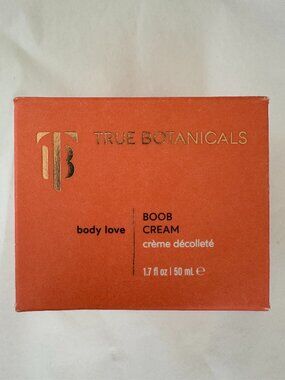 TB
TRUE BOTANICALS
body love
BOOB
CREAM
crème décolleté
1.7 fl oz | 50 mL ℮